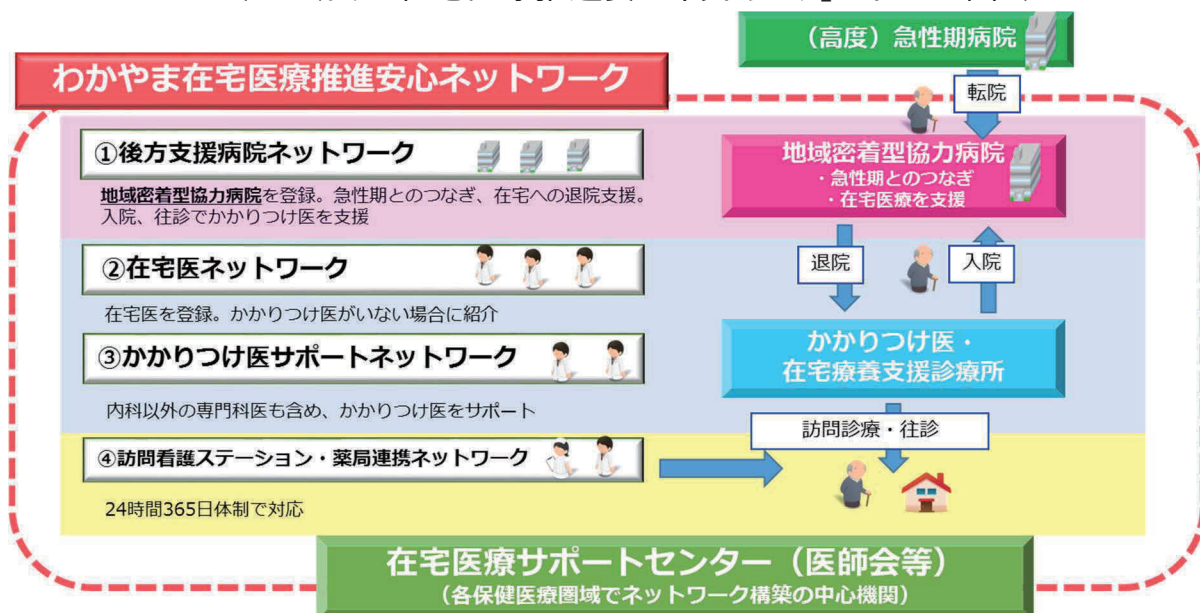 （高度）急性期病院
わかやま在宅医療推進安心ネットワーク
転院
①後方支援病院ネットワーク
地域密着型協力病院を登録。急性期とのつなぎ、在宅への退院支援。
入院、往診でかかりつけ医を支援
地域密着型協力病院
・急性期とのつなぎ
・在宅医療を支援
退院
入院
②在宅医ネットワーク
在宅医を登録。かかりつけ医がいない場合に紹介
③かかりつけ医サポートネットワーク
内科以外の専門科医も含め、かかりつけ医をサポート
かかりつけ医・
在宅療養支援診療所
訪問診療・往診
④訪問看護ステーション・薬局連携ネットワーク
24時間365日体制で対応
在宅医療サポートセンター（医師会等）
（各保健医療圏域でネットワーク構築の中心機関）